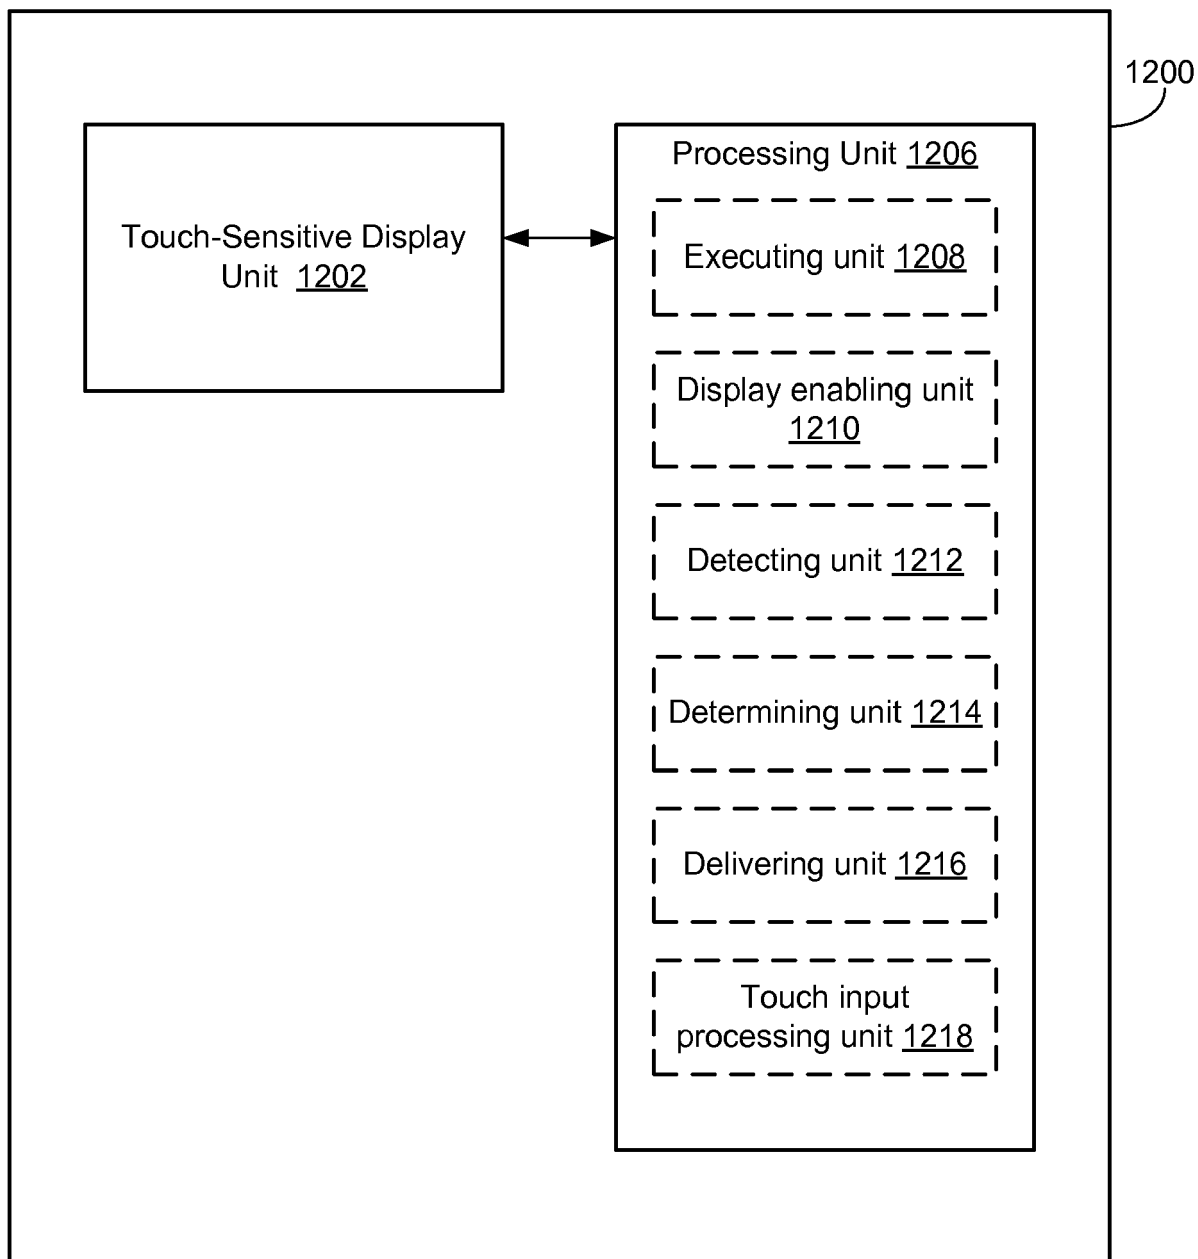 1200
Touch-Sensitive Display
Unit 1202
Processing Unit 1206
Executing unit 1208
Display enabling unit
1210
Detecting unit 1212
Determining unit 1214
Delivering unit 1216
Touch input
processing unit 1218